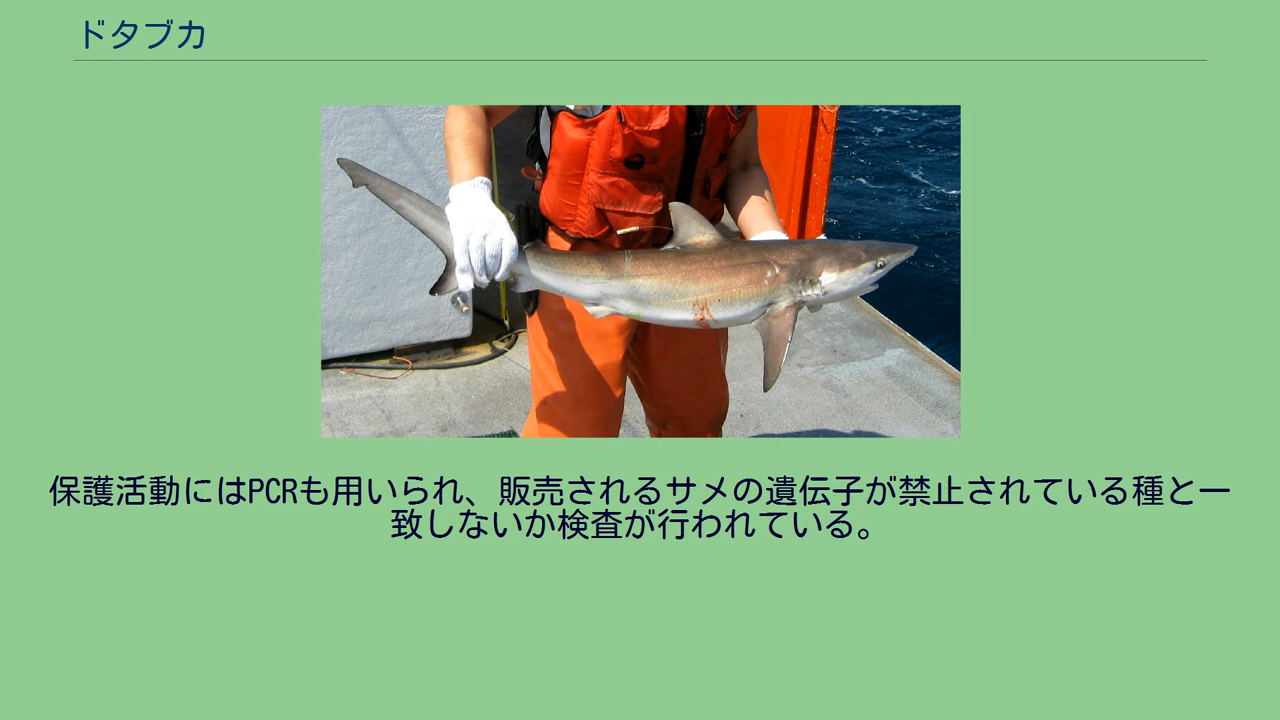 ドタブカ
保護活動にはPCRも用いられ、販売されるサメの遺伝子が禁止されている種と一
致しないか検査が行われている。